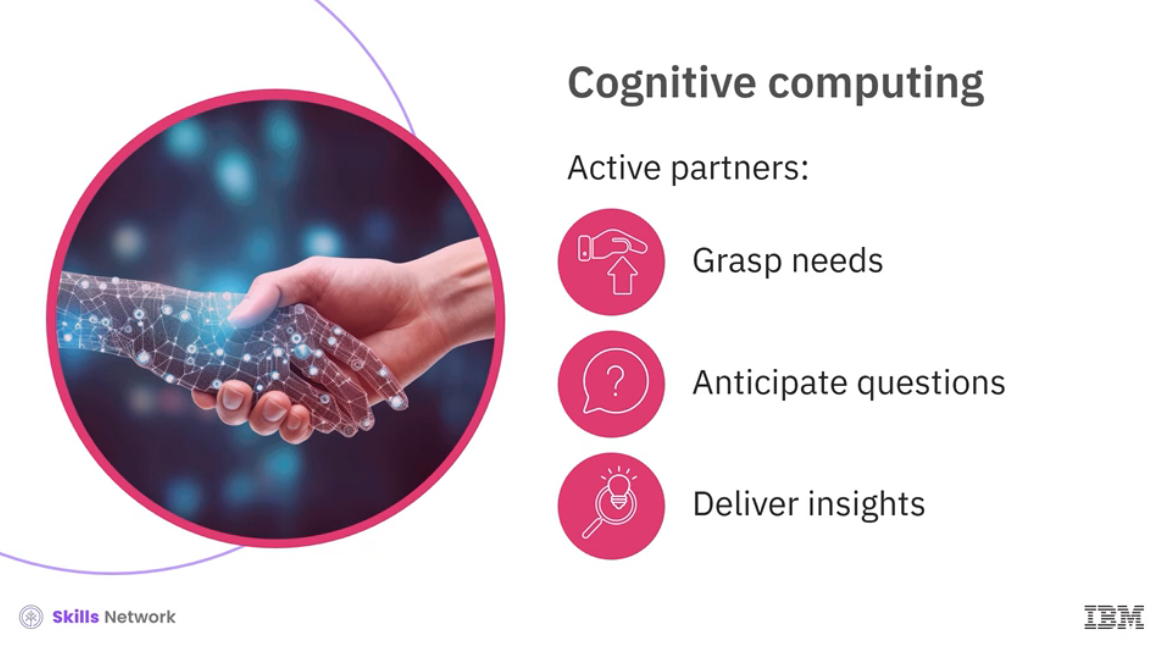 Cognitive computing
Active partners:
Grasp needs
?
Anticipate questions
Deliver insights
Skills Network
IBM